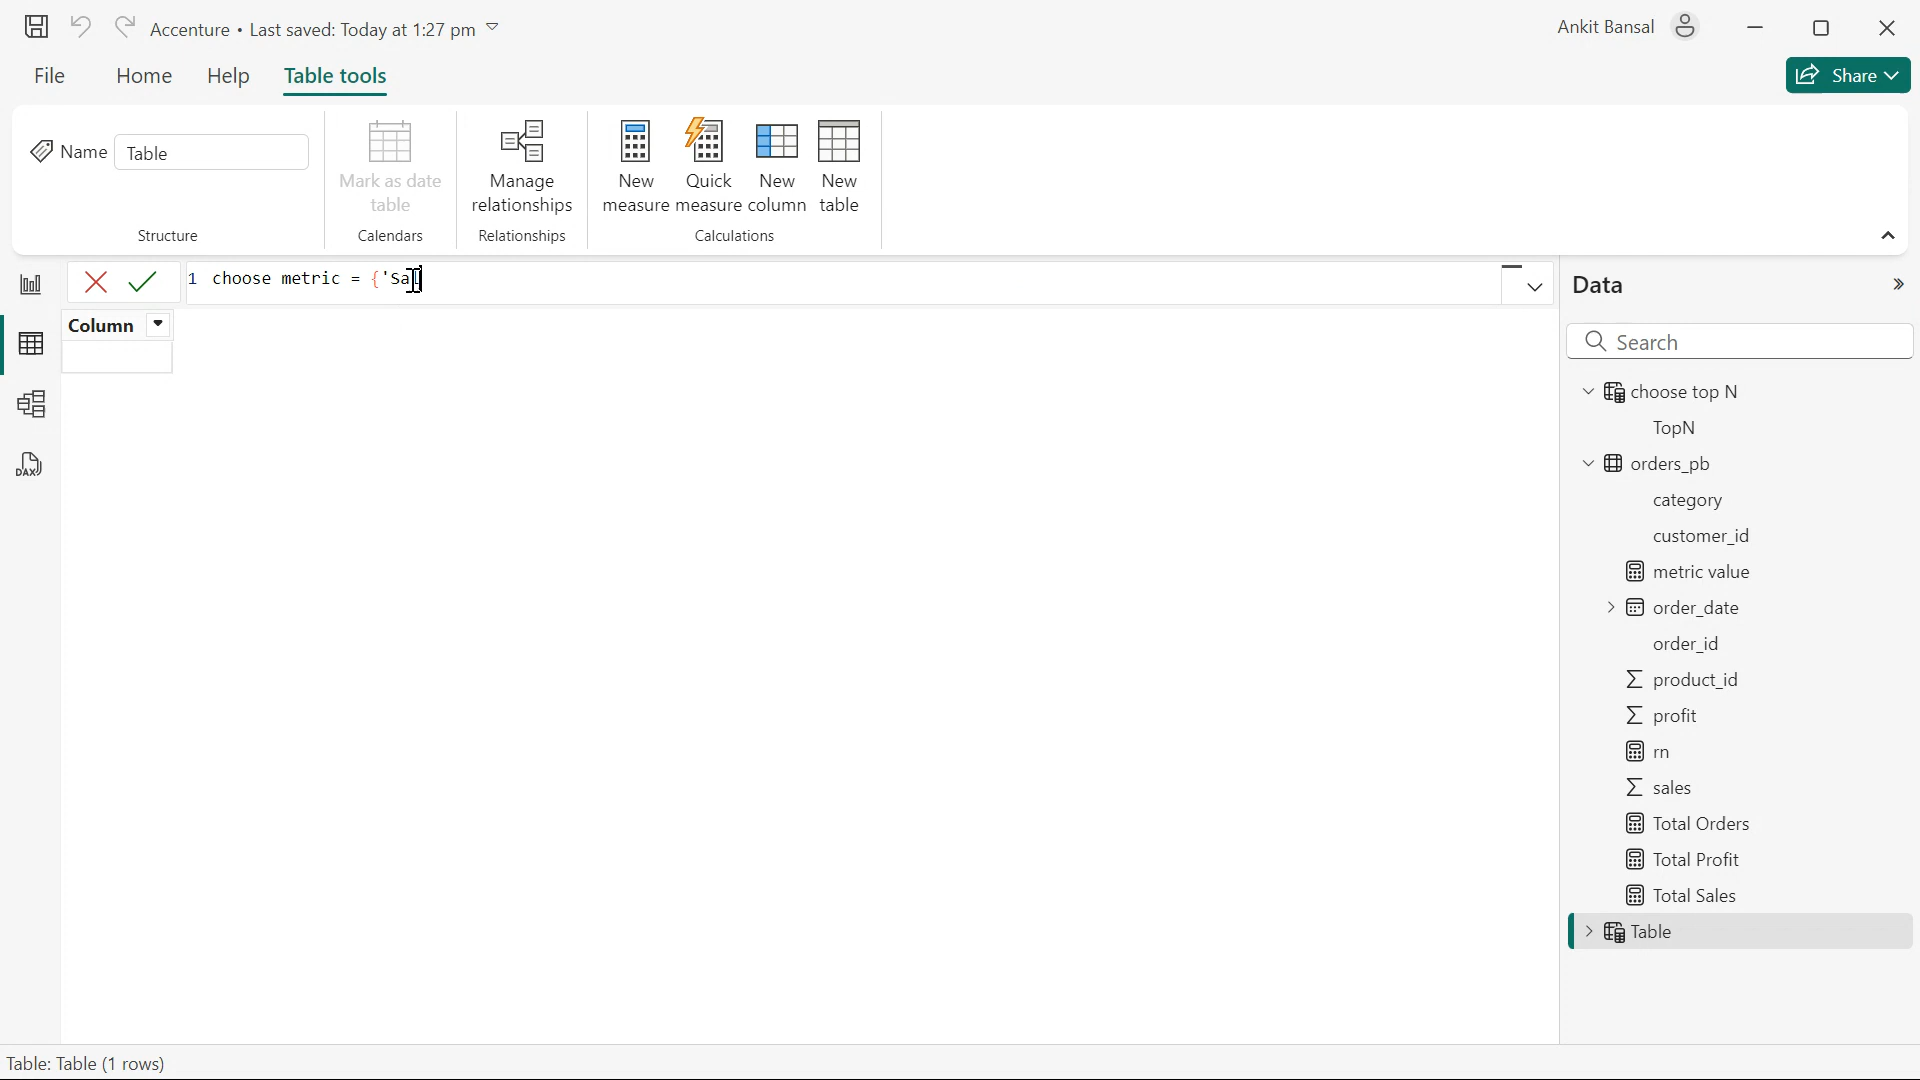 Accenture • Last saved: Today at 1:27 pm
Ankit Bansal
File Home Help Table tools
Share
Name Table
Mark as date table
Manage relationships
New measure
Quick measure
New column
New table
Structure
Calendars
Relationships
Calculations
1 choose metric = {'Sal
Column
Data
Search
choose top N
TopN
orders_pb
category
customer_id
metric value
order_date
order_id
product_id
profit
rn
sales
Total Orders
Total Profit
Total Sales
Table
DAX
Table: Table (1 rows)